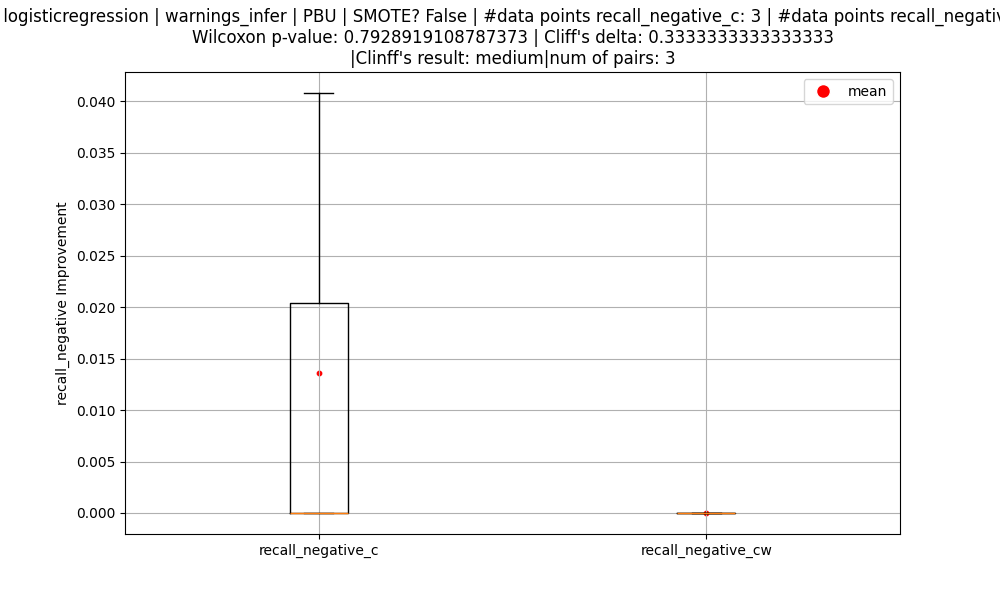 logisticregression | warnings_infer | PBU | SMOTE? False | #data points recall_negative_c: 3 | #data points
Wilcoxon p-value: 0.7928919108787373 | Cliff's delta: 0.3333333333333333
|Clinff's result: medium|num of pairs: 3
mean
0.040
0.035
0.030
0.025
0.020
0.015
0.010
0.005
0.000
recall_negative Improvement
recall_negative_c
recall_negative_cw